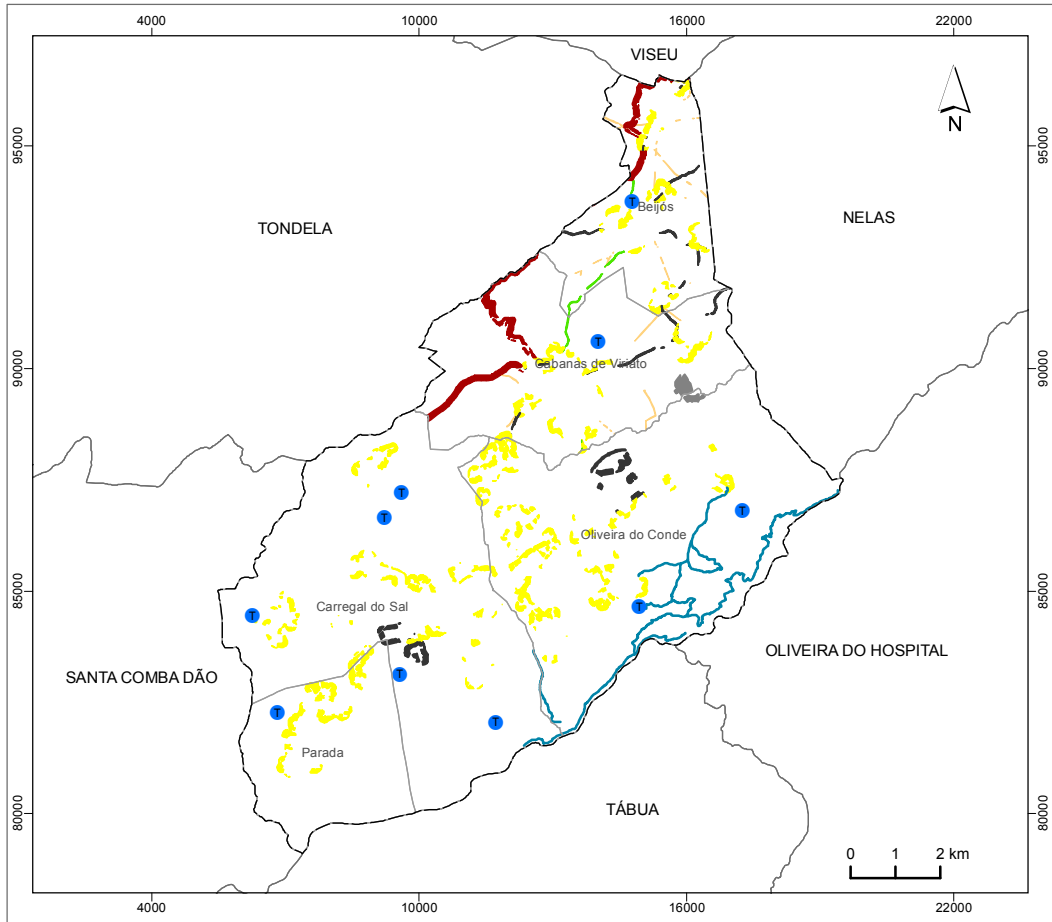 4000 10000 16000 22000
VISEU
N
95000 95000
T
Beijós
NELAS
TONDELA
T
90000 90000
Cabanas de Viriato
T
T
T
Oliveira do Conde
85000 85000
T
Carregal do Sal
T
OLIVEIRA DO HOSPITAL
SANTA COMBA DÃO
T
T
T
Parada
80000 80000
TÁBUA
0 1 2 km
4000 10000 16000 22000